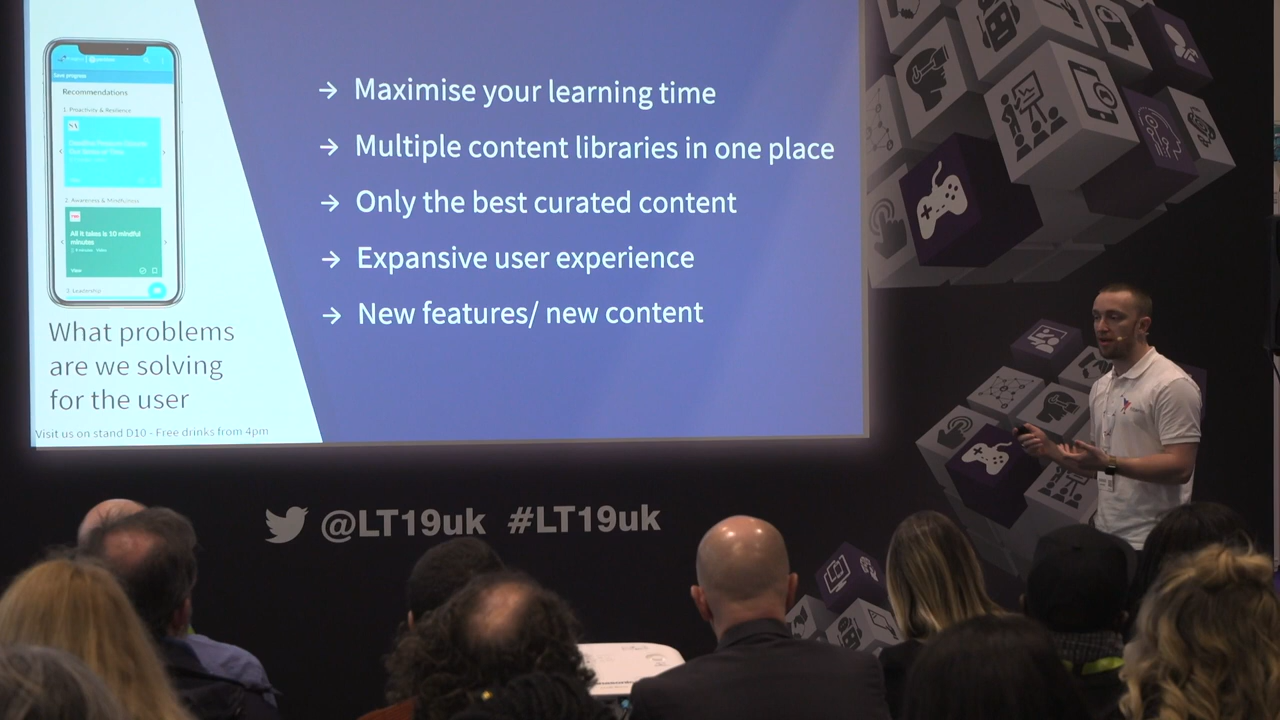 Save progress
Recommendations
1. Proactivity & Resilience
2. Awareness & Mindfulness
All it takes is 10 mindful
minutes
View
3. Leadership
What problems
are we solving
for the user
Visit us on stand D10 - Free drinks from 4pm
→ Maximise your learning time
→ Multiple content libraries in one place
→ Only the best curated content
→ Expansive user experience
→ New features/ new content
@LT19uk #LT19uk